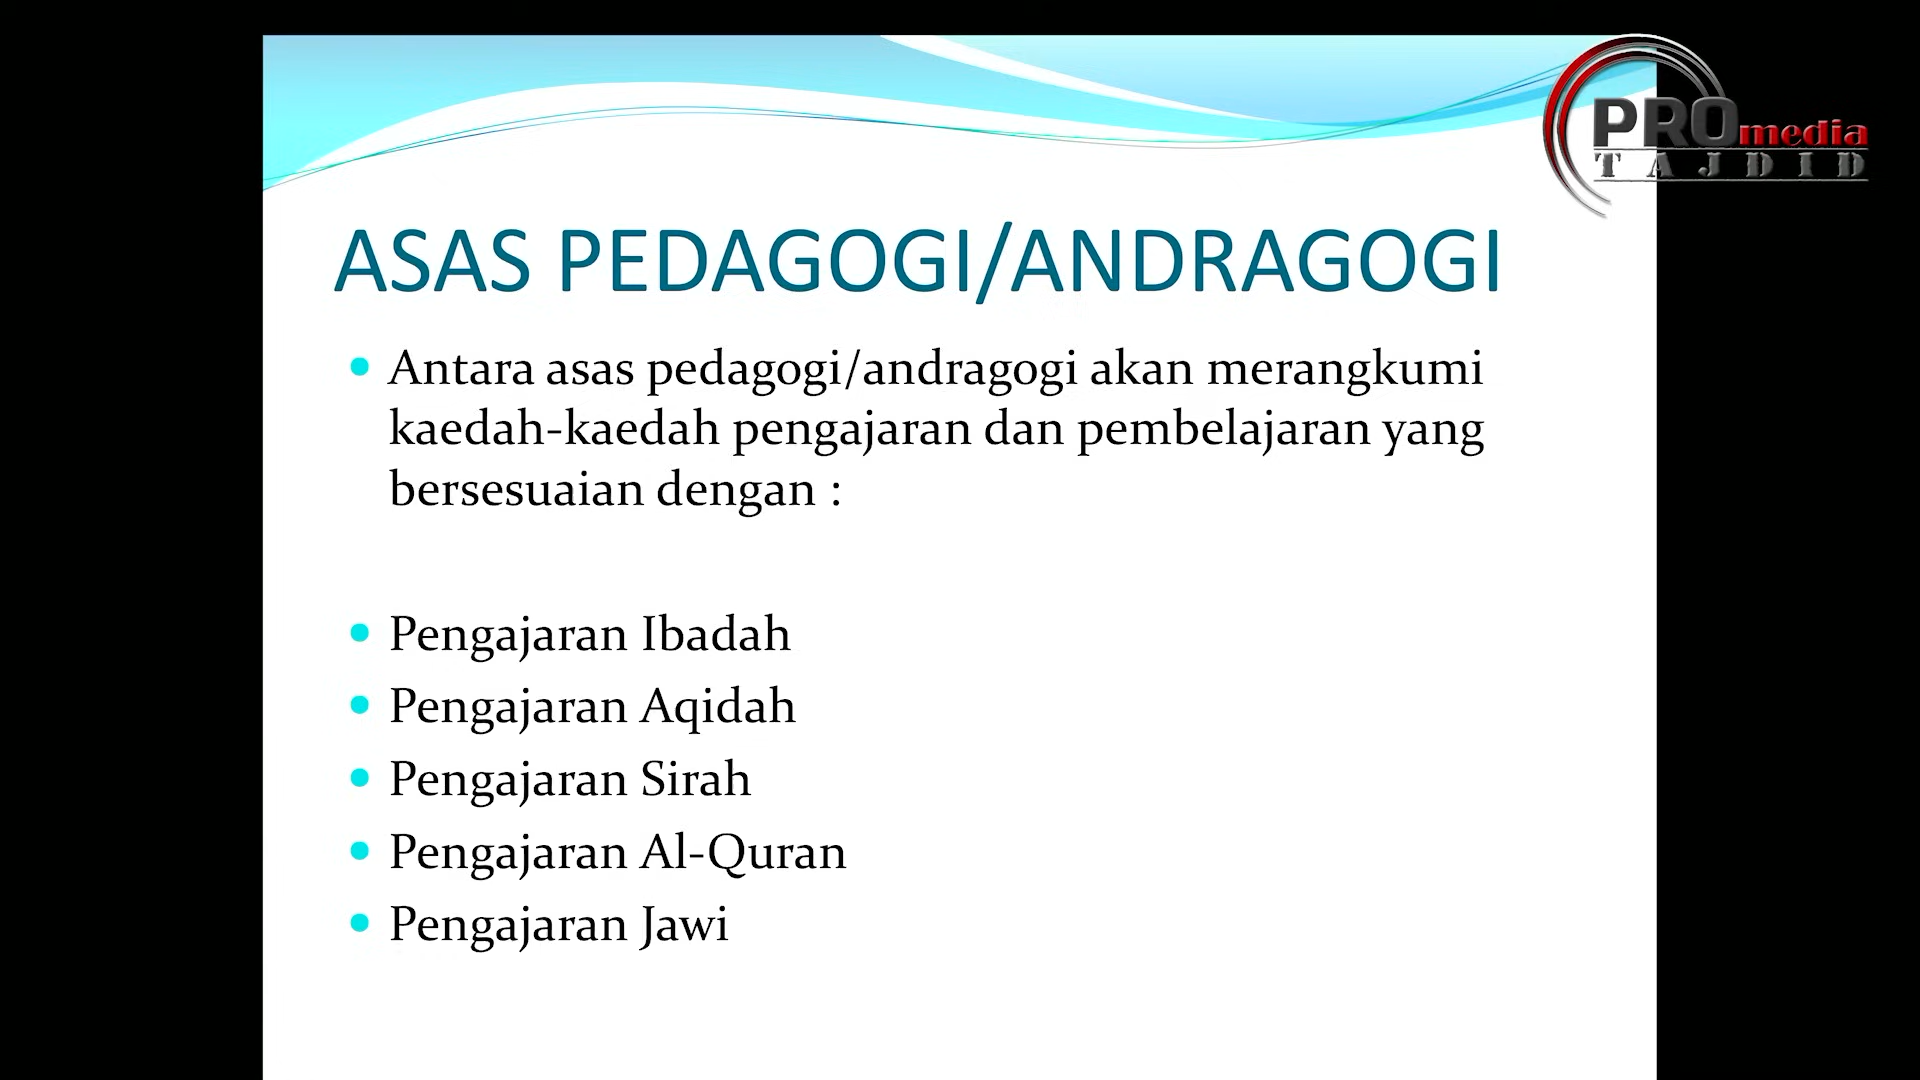 PROmedia
TAJDID
ASAS PEDAGOGI/ANDRAGOGI
Antara asas pedagogi/andragogi akan merangkumi
kaedah-kaedah pengajaran dan pembelajaran yang
bersesuaian dengan :
Pengajaran Ibadah
Pengajaran Aqidah
Pengajaran Sirah
Pengajaran Al-Quran
Pengajaran Jawi